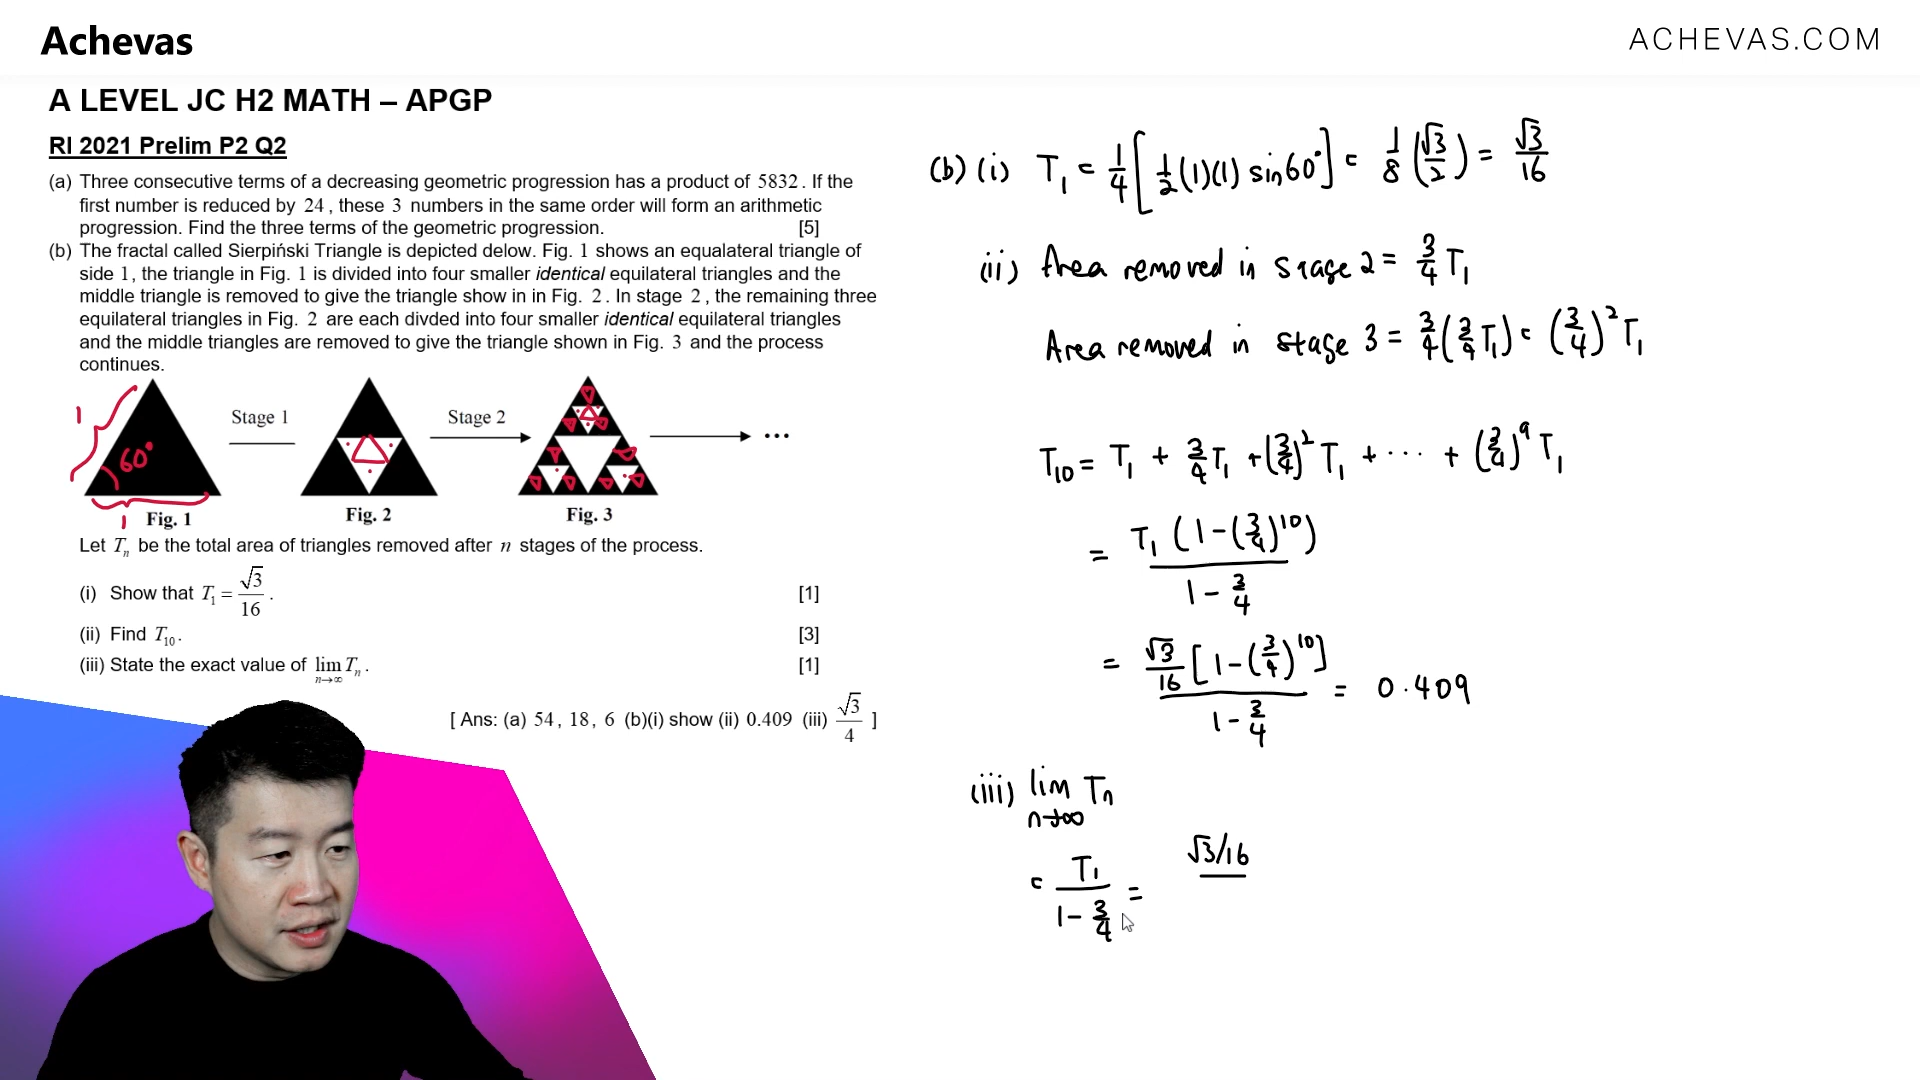 Achevas
ACHEVAS.COM
A LEVEL JC H2 MATH – APGP
RI 2021 Prelim P2 Q2
(a) Three consecutive terms of a decreasing geometric progression has a product of 5832. If the
first number is reduced by 24, these 3 numbers in the same order will form an arithmetic
progression. Find the three terms of the geometric progression. [5]
(b) The fractal called Sierpiński Triangle is depicted delow. Fig. 1 shows an equalateral triangle of
side 1, the triangle in Fig. 1 is divided into four smaller identical equilateral triangles and the
middle triangle is removed to give the triangle show in in Fig. 2. In stage 2, the remaining three
equilateral triangles in Fig. 2 are each divded into four smaller identical equilateral triangles
and the middle triangles are removed to give the triangle shown in Fig. 3 and the process
continues.
1
60°
1
Stage 1
Stage 2
...
Fig. 1
Fig. 2
Fig. 3
Let Tₙ be the total area of triangles removed after n stages of the process.
(i) Show that T₁ = √3/16. [1]
(ii) Find T₁₀. [3]
(iii) State the exact value of lim n→∞ Tₙ. [1]
[ Ans: (a) 54, 18, 6 (b)(i) show (ii) 0.409 (iii) √3/4 ]
(b) (i) T₁ = 1/4 [1/2 (1)(1) sin60°] = 1/8 (√3/2) = √3/16
(ii) Area removed in stage 2 = 3/4 T₁
Area removed in stage 3 = 3/4 (3/4 T₁) = (3/4)² T₁
T₁₀ = T₁ + 3/4 T₁ + (3/4)² T₁ + ... + (3/4)⁹ T₁
= T₁ (1-(3/4)¹⁰) / 1 - 3/4
= √3/16 [1-(3/4)¹⁰] / 1 - 3/4 = 0.409
(iii) lim n→∞ Tn
= T₁ / 1 - 3/4 = √3/16